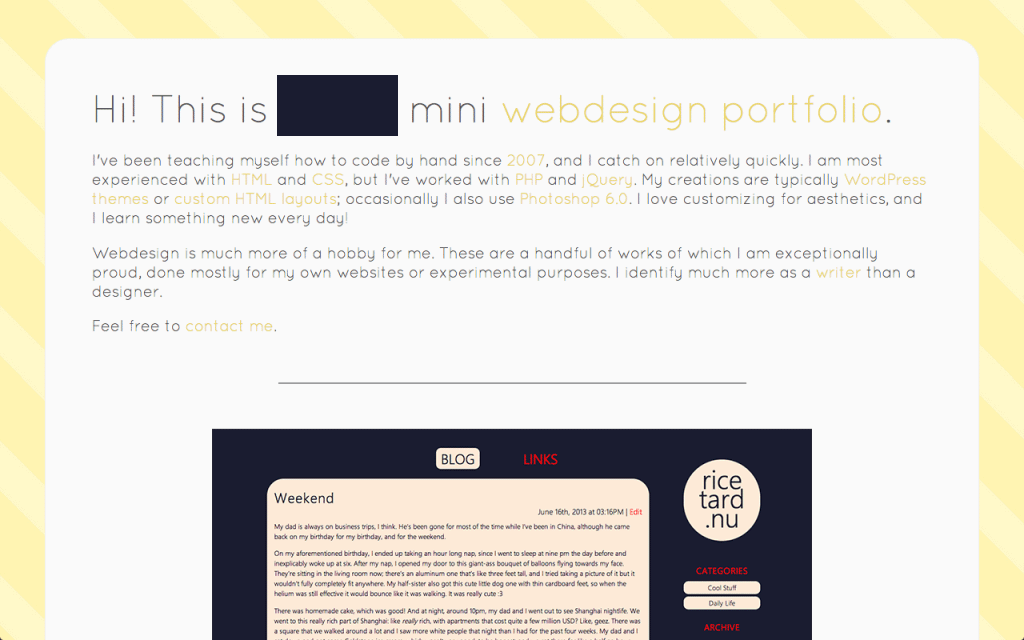 Hi! This is mini webdesign portfolio.
I've been teaching myself how to code by hand since 2007, and I catch on relatively quickly. I am most
experienced with HTML and CSS, but I've worked with PHP and jQuery. My creations are typically WordPress
themes or custom HTML layouts; occasionally I also use Photoshop 6.0. I love customizing for aesthetics, and
I learn something new every day!
Webdesign is much more of a hobby for me. These are a handful of works of which I am exceptionally
proud, done mostly for my own websites or experimental purposes. I identify much more as a writer than a
designer.
Feel free to contact me.
BLOG
LINKS
Weekend
June 16th, 2013 at 03:16PM | Edit
My dad is always on business trips, I think. He's been gone for most of the time while I've been in China, although he came
back on my birthday for my birthday, and for the weekend.
On my aforementioned birthday, I ended up taking an hour long nap, since I went to sleep at nine pm the day before and
inexplicably woke up at six. After my nap, I opened my door to this giant-ass bouquet of balloons flying towards my face.
They're sitting in the living room now; there's an aluminum one that's like three feet tall, and I tried taking a picture of it but it
wouldn't fully completely fit anywhere. My half-sister also got this cute little dog one with thin cardboard feet, so when the
helium was still effective it would bounce like it was walking. It was really cute :3
There was homemade cake, which was good! And at night, around 10pm, my dad and I went out to see Shanghai nightlife. We
went to this really rich part of Shanghai: like really rich, with apartments that cost quite a few million USD? Like, geez. There was
a square that we walked around a lot and I saw more white people that night than I had for the past four weeks. My dad and I
rice
tard
.nu
CATEGORIES
Cool Stuff
Daily Life
ARCHIVE